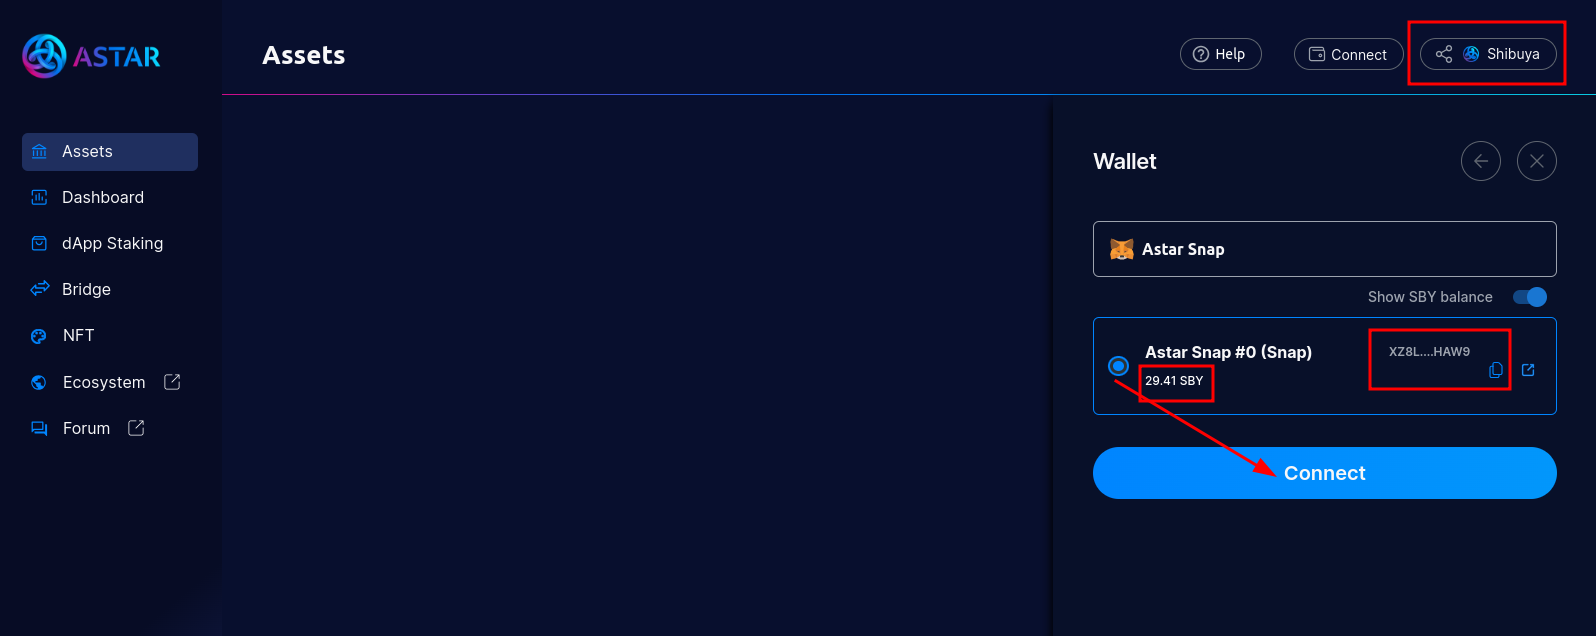 ASTAR
Assets
Help
Connect
Shibuya
Assets
Dashboard
dApp Staking
Bridge
NFT
Ecosystem
Forum
Wallet
Astar Snap
Show SBY balance
Astar Snap #0 (Snap)
XZ8L....HAW9
29.41 SBY
Connect